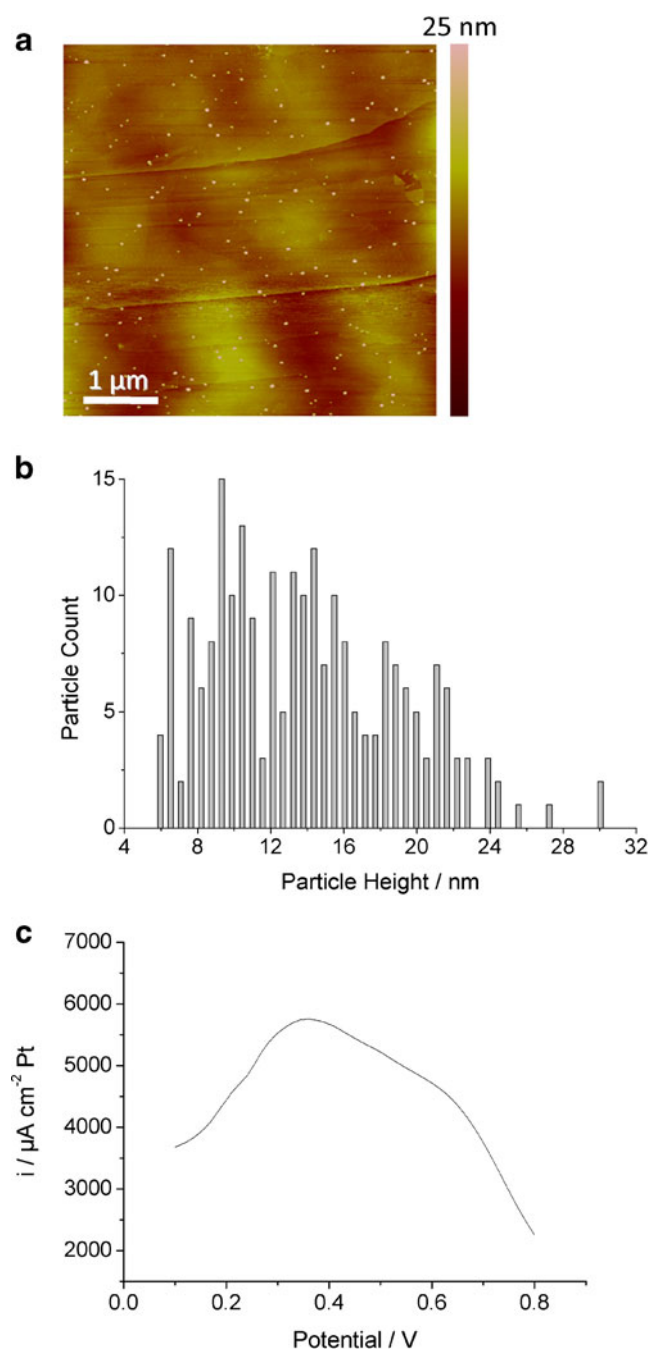 a
25 nm
1 µm
b
15
10
5
0
Particle Count
4 8 12 16 20 24 28 32
Particle Height / nm
c
7000
6000
5000
4000
3000
2000
i / µA cm⁻² Pt
0.0 0.2 0.4 0.6 0.8
Potential / V